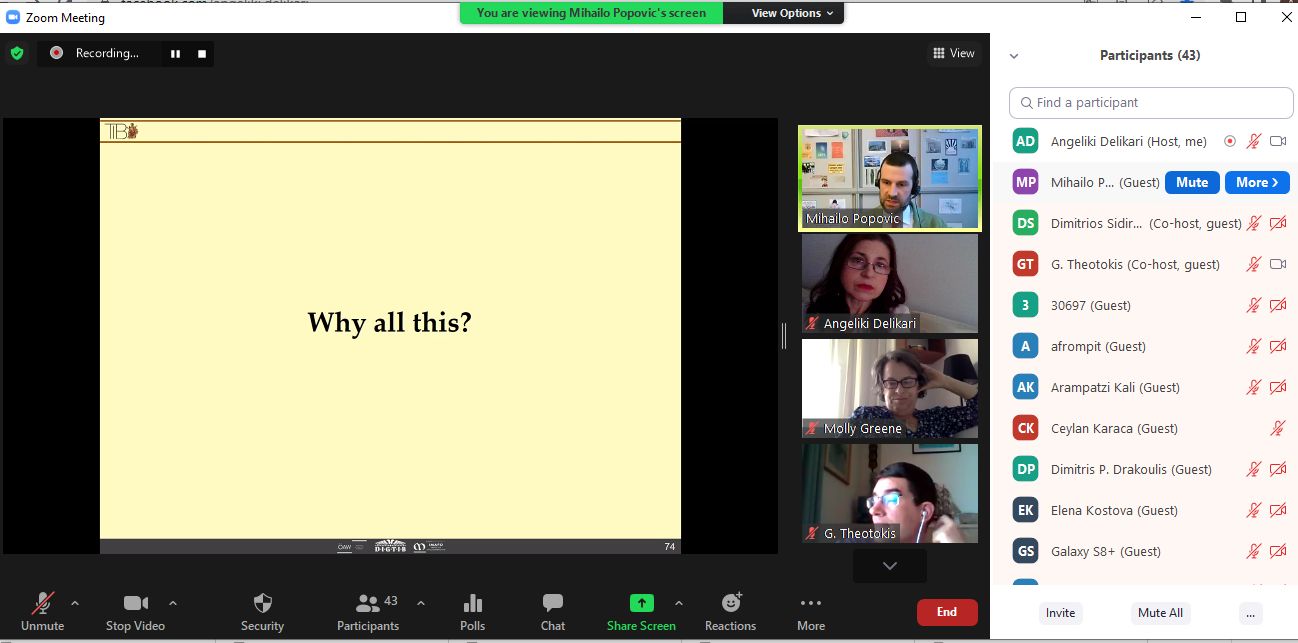 Zoom Meeting
You are viewing Mihailo Popovic's screen
View Options
Recording...
View
TIB
Why all this?
74
Mihailo Popovic
Angeliki Delikari
Molly Greene
G. Theotokis
Participants (43)
Find a participant
AD Angeliki Delikari (Host, me)
MP Mihailo P... (Guest) Mute More
DS Dimitrios Sidir... (Co-host, guest)
GT G. Theotokis (Co-host, guest)
3 30697 (Guest)
A afrompit (Guest)
AK Arampatzi Kali (Guest)
CK Ceylan Karaca (Guest)
DP Dimitris P. Drakoulis (Guest)
EK Elena Kostova (Guest)
GS Galaxy S8+ (Guest)
Invite Mute All ...
43
Unmute Stop Video Security Participants Polls Chat Share Screen Reactions More End